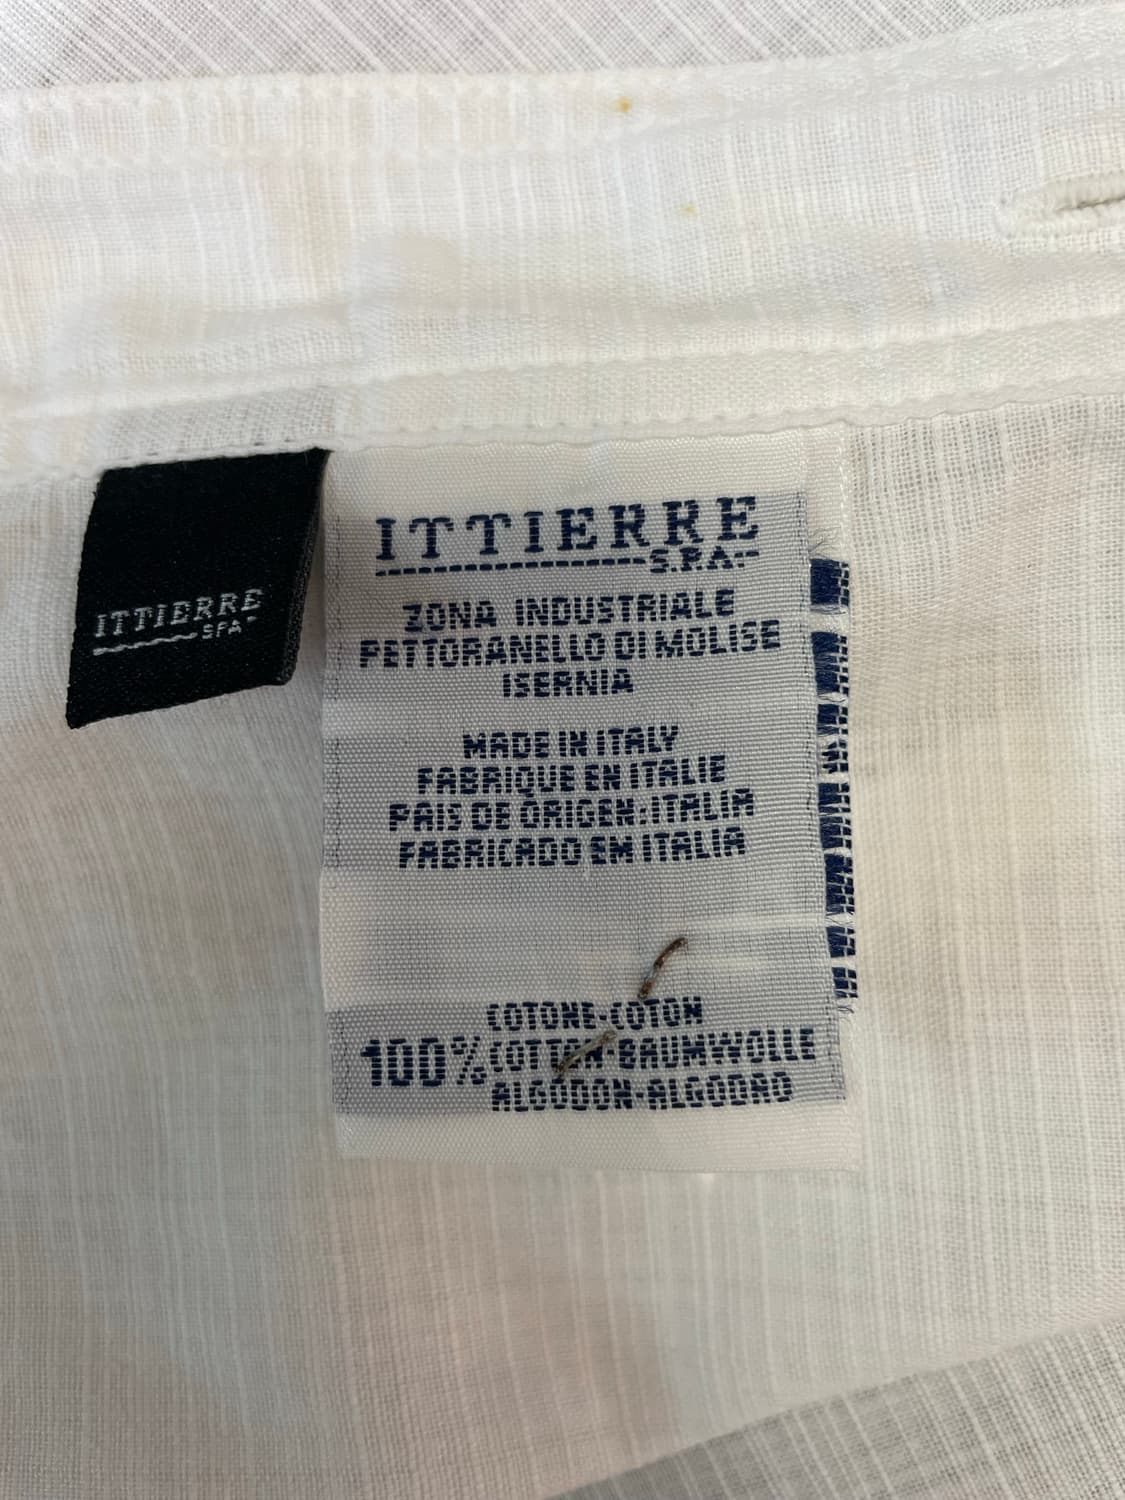 ITTIERRE
SPA
ITTIERRE
S.P.A.
ZONA INDUSTRIALE
PETTORANELLO DI MOLISE
ISERNIA
MADE IN ITALY
FABRIQUE EN ITALIE
PAIS DE ORIGEN:ITALIA
FABRICADO EM ITALIA
COTONE-COTON
100% COTTON-BAUMWOLLE
ALGODON-ALGODAO